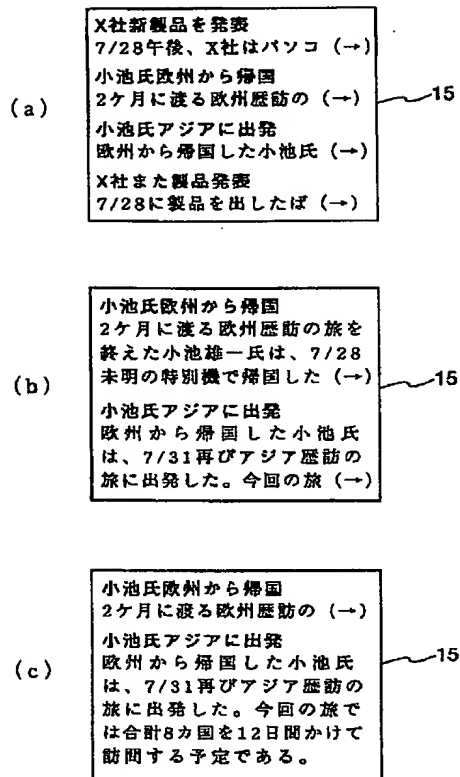 (a)
X社新製品を発表
7/28午後、X社はパソコ (→)
小池氏欧州から帰国
2ケ月に渡る欧州歴訪の (→)
小池氏アジアに出発
欧州から帰国した小池氏 (→)
X社また製品発表
7/28に製品を出したば (→)
15
(b)
小池氏欧州から帰国
2ケ月に渡る欧州歴訪の旅を
終えた小池雄一氏は、7/28
未明の特別機で帰国した (→)
小池氏アジアに出発
欧州から帰国した小池氏
は、7/31再びアジア歴訪の
旅に出発した。今回の旅 (→)
15
(c)
小池氏欧州から帰国
2ケ月に渡る欧州歴訪の (→)
小池氏アジアに出発
欧州から帰国した小池氏
は、7/31再びアジア歴訪の
旅に出発した。今回の旅で
は合計8カ国を12日間かけて
訪問する予定である。
15